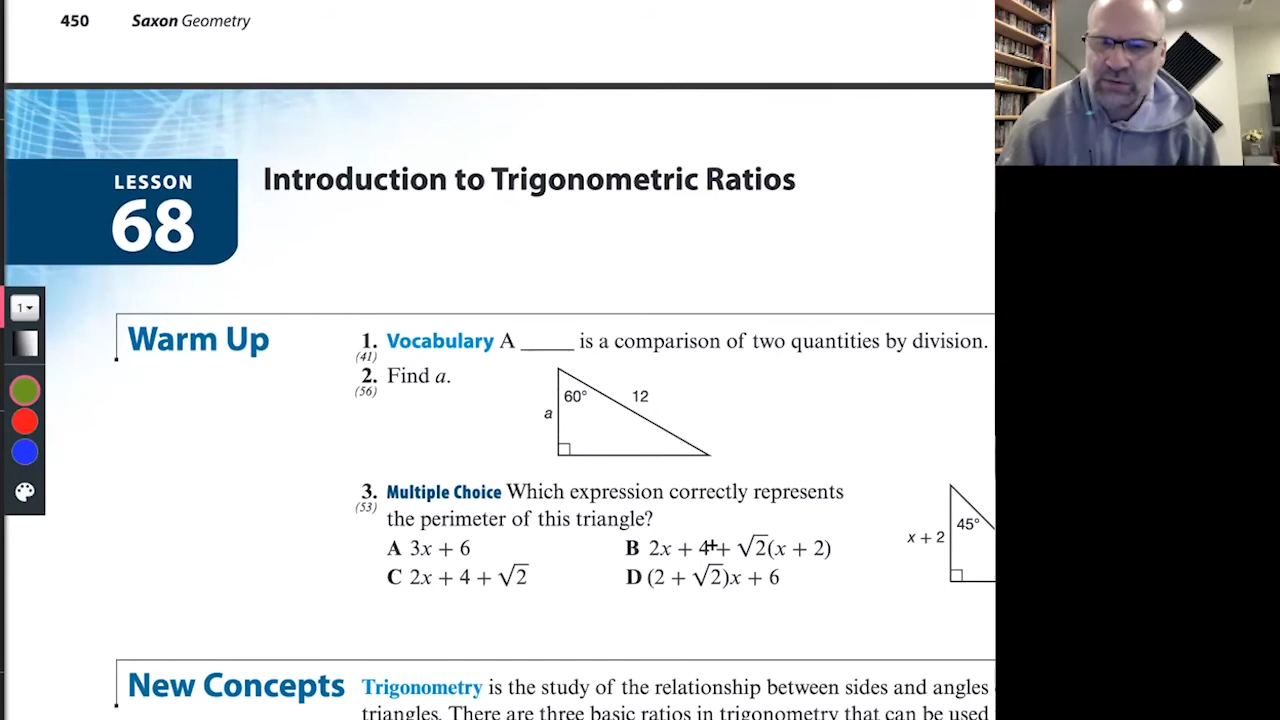 450 Saxon Geometry
LESSON
68
Introduction to Trigonometric Ratios
Warm Up
1. Vocabulary A _____ is a comparison of two quantities by division.
(41)
2. Find a.
(56)
60°
12
a
3. Multiple Choice Which expression correctly represents
(53)
the perimeter of this triangle?
A 3x + 6
B 2x + 4 + √2(x + 2)
C 2x + 4 + √2
D (2 + √2)x + 6
45°
x + 2
New Concepts
Trigonometry is the study of the relationship between sides and angles
triangles. There are three basic ratios in trigonometry that can be used
1